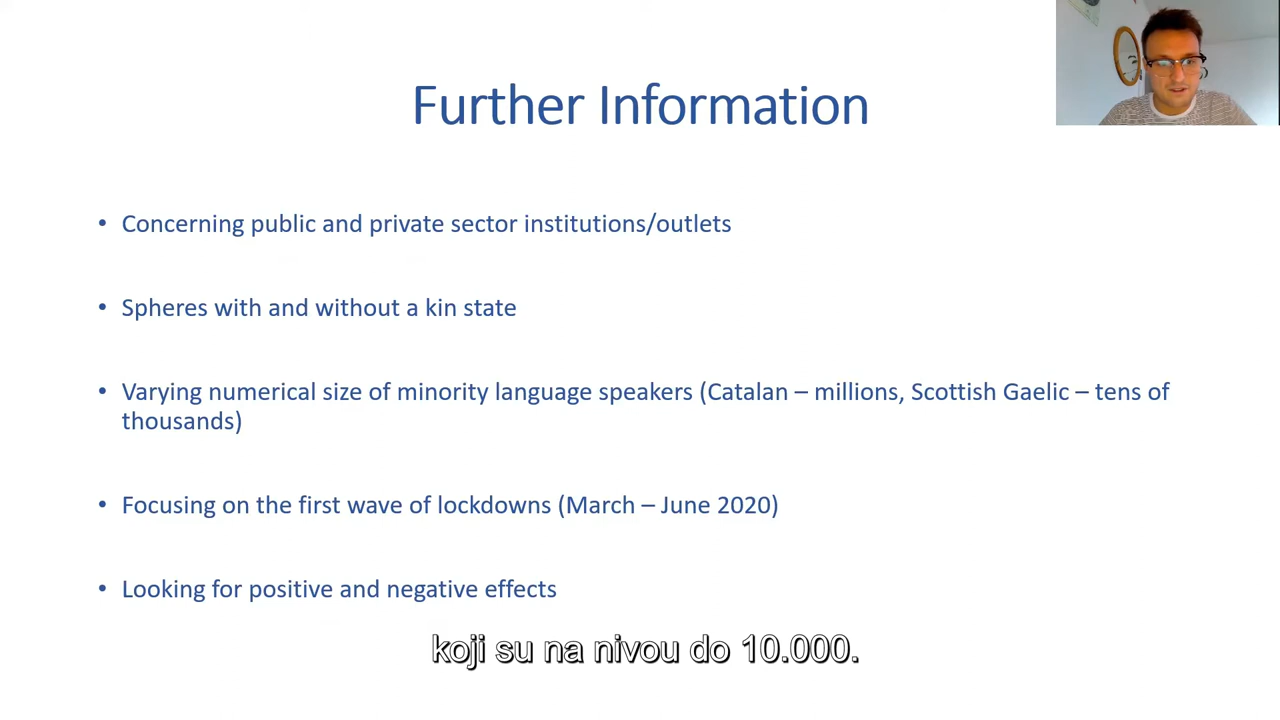 Further Information
• Concerning public and private sector institutions/outlets
• Spheres with and without a kin state
• Varying numerical size of minority language speakers (Catalan – millions, Scottish Gaelic – tens of
thousands)
• Focusing on the first wave of lockdowns (March – June 2020)
• Looking for positive and negative effects
koji su na nivou do 10.000.